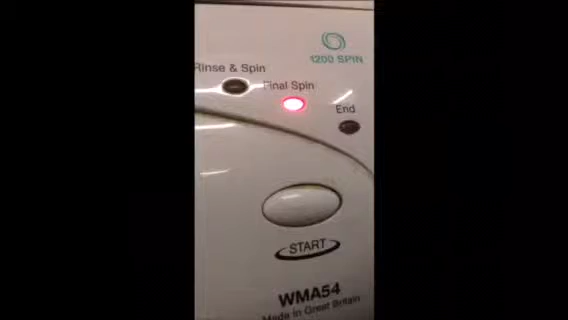 1200 SPIN
Rinse & Spin
Final Spin
End
START
WMA54
Made in Great Britain